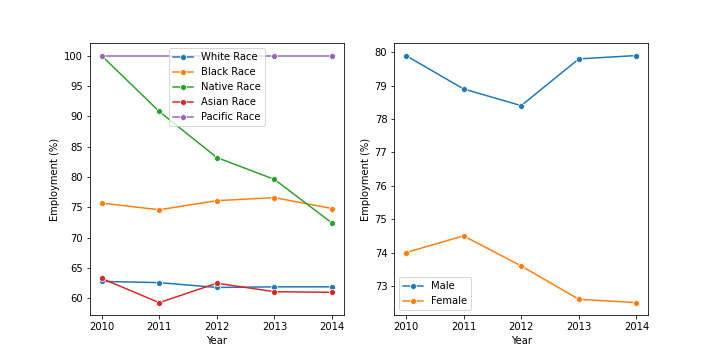 Employment (%)
100
95
90
85
80
75
70
65
60
White Race
Black Race
Native Race
Asian Race
Pacific Race
2010 2011 2012 2013 2014
Year
Employment (%)
80
79
78
77
76
75
74
73
Male
Female
2010 2011 2012 2013 2014
Year